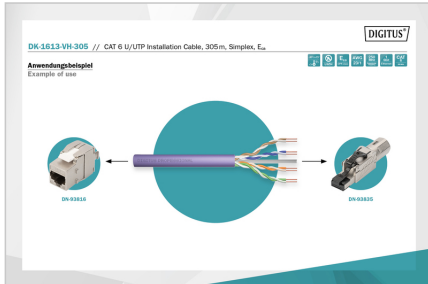 DIGITUS®
DK-1613-VH-305 // CAT 6 U/UTP Installation Cable, 305 m, Simplex, Eca
Anwendungsbeispiel
Example of use
DN-93816
DN-93835